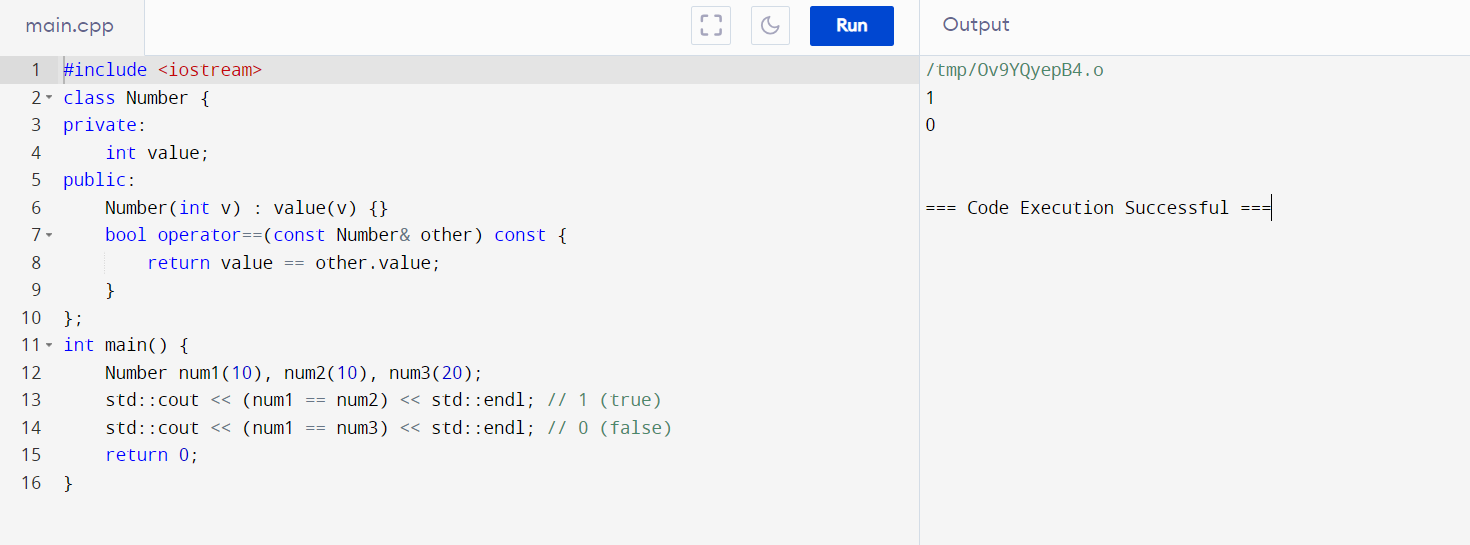 main.cpp
Run
Output
1 #include <iostream>
2 class Number {
3 private:
4     int value;
5 public:
6     Number(int v) : value(v) {}
7     bool operator==(const Number& other) const {
8         return value == other.value;
9     }
10 };
11 int main() {
12     Number num1(10), num2(10), num3(20);
13     std::cout << (num1 == num2) << std::endl; // 1 (true)
14     std::cout << (num1 == num3) << std::endl; // 0 (false)
15     return 0;
16 }
/tmp/Ov9YQyepB4.o
1
0
=== Code Execution Successful ===